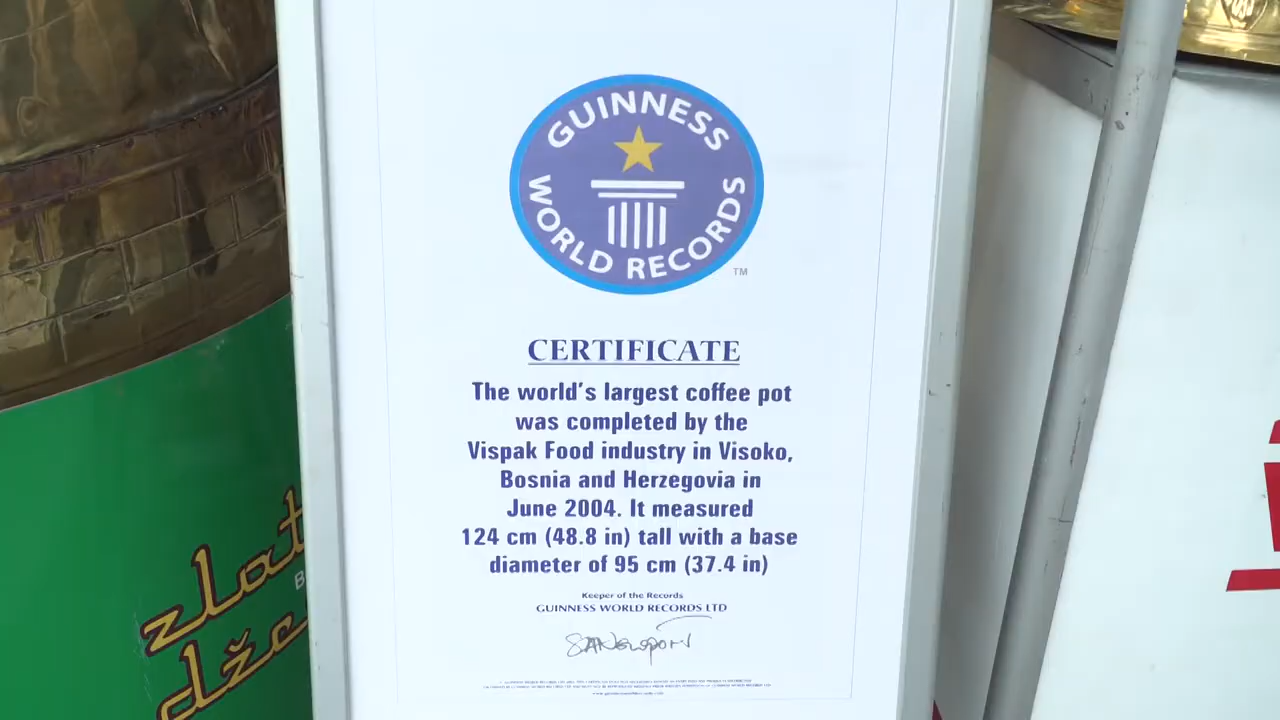 GUINNESS
WORLD RECORDS
TM
CERTIFICATE
The world's largest coffee pot
was completed by the
Vispak Food industry in Visoko,
Bosnia and Herzegovina in
June 2004. It measured
124 cm (48.8 in) tall with a base
diameter of 95 cm (37.4 in)
Keeper of the Records
GUINNESS WORLD RECORDS LTD
zlat
B
dže